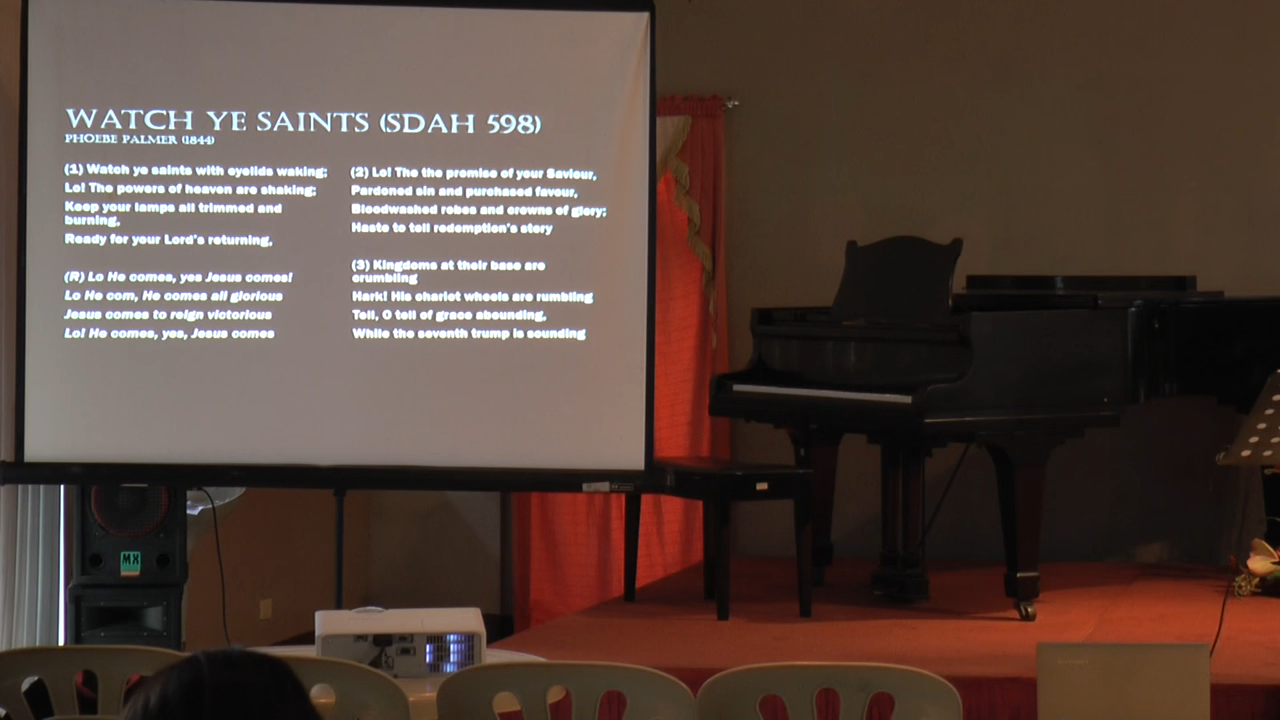 WATCH YE SAINTS (SDAH 598)
PHOEBE PALMER (1844)
(1) Watch ye saints with eyelids waking;
Lo! The powers of heaven are shaking;
Keep your lamps all trimmed and
burning,
Ready for your Lord's returning,
(R) Lo He comes, yes Jesus comes!
Lo He com, He comes all glorious
Jesus comes to reign victorious
Lo! He comes, yes, Jesus comes
(2) Lo! The the promise of your Saviour,
Pardoned sin and purchased favour,
Bloodwashed robes and crowns of glory;
Haste to tell redemption's story
(3) Kingdoms at their base are
crumbling
Hark! His chariot wheels are rumbling
Tell, O tell of grace abounding,
While the seventh trump is sounding
MX